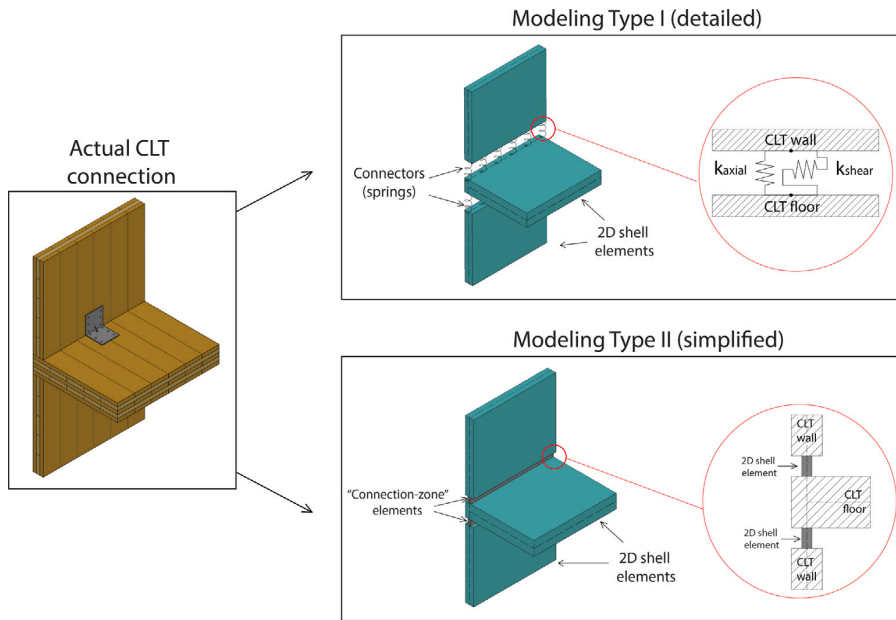 Modeling Type I (detailed)
Actual CLT
connection
Connectors
(springs)
2D shell
elements
CLT wall
kaxial
kshear
CLT floor
Modeling Type II (simplified)
"Connection-zone"
elements
2D shell
elements
CLT
wall
2D shell
element
CLT
floor
2D shell
element
CLT
wall